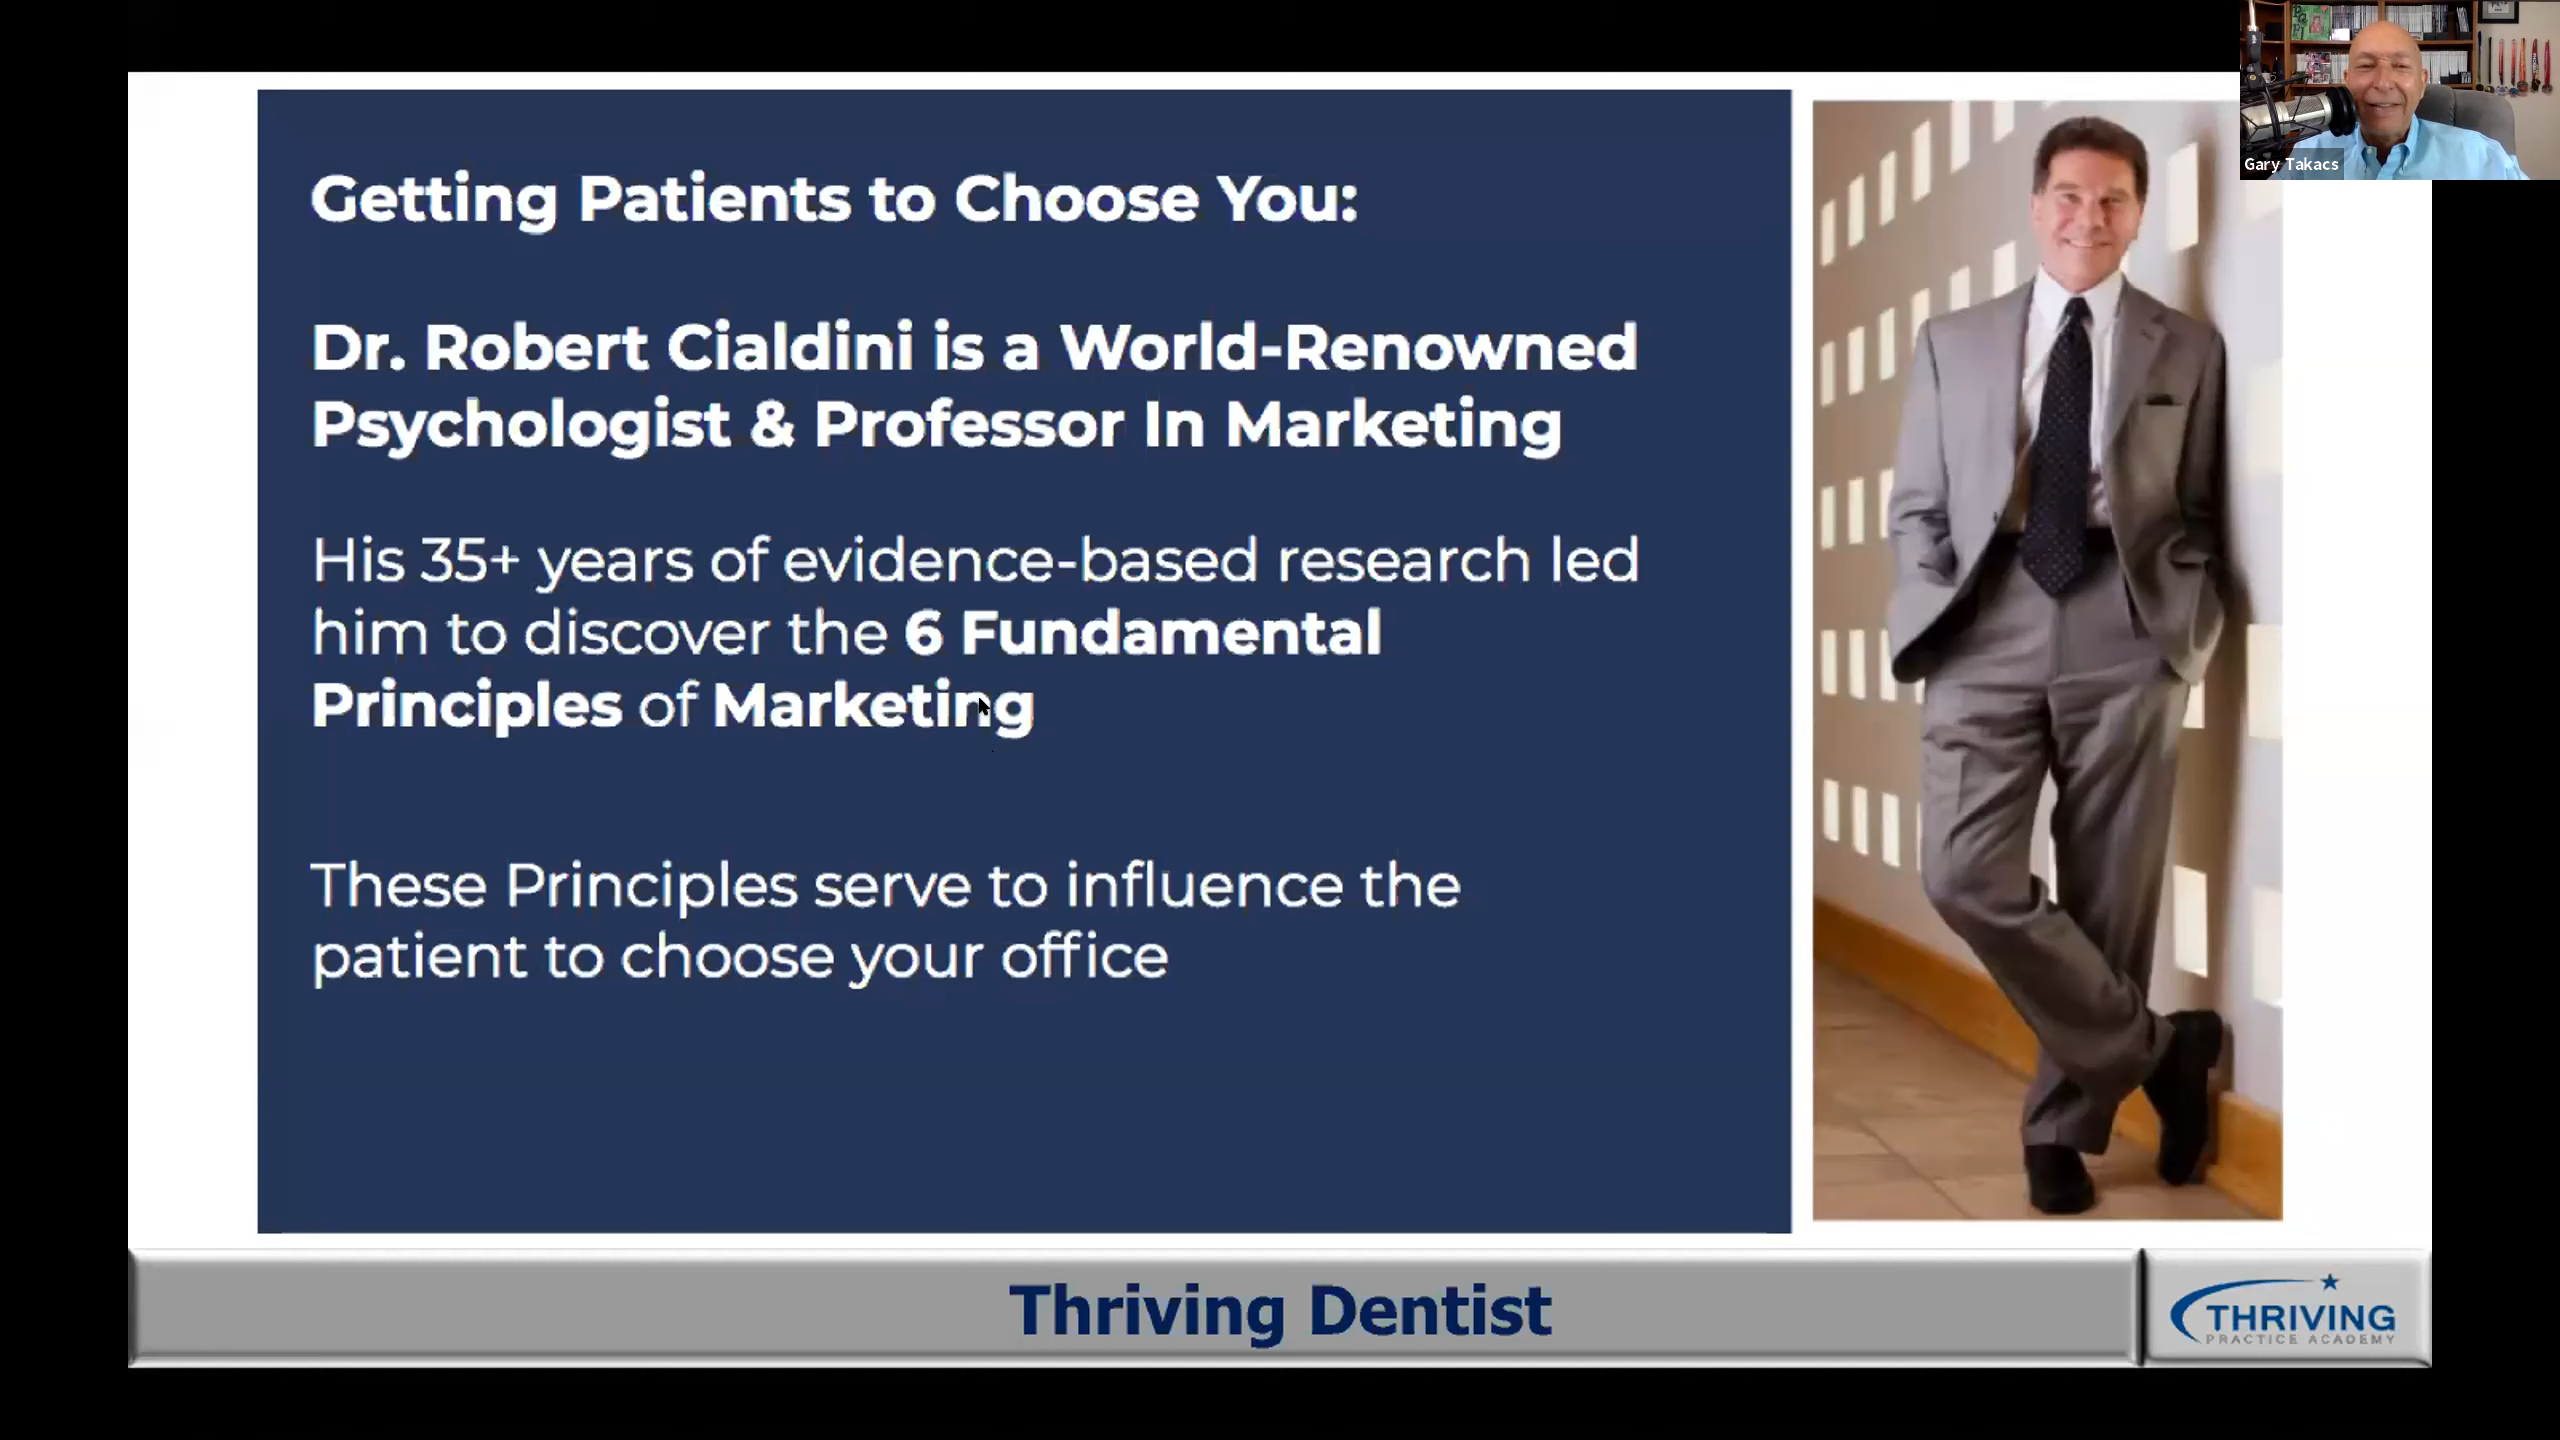 Getting Patients to Choose You:
Dr. Robert Cialdini is a World-Renowned
Psychologist & Professor In Marketing
His 35+ years of evidence-based research led
him to discover the 6 Fundamental
Principles of Marketing
These Principles serve to influence the
patient to choose your office
Gary Takacs
Thriving Dentist
THRIVING
PRACTICE ACADEMY